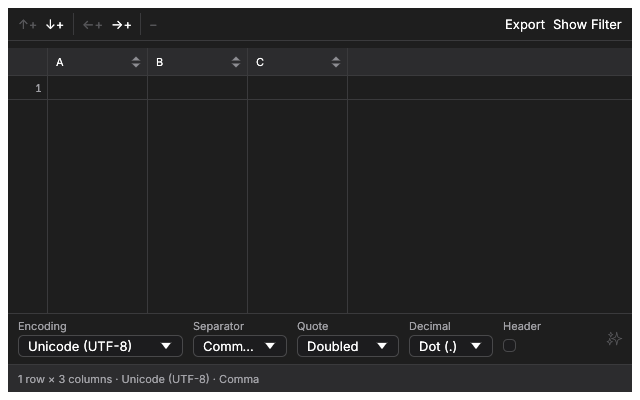 Export Show Filter
A B C
1
Encoding Separator Quote Decimal Header
Unicode (UTF-8) Comm... Doubled Dot (.)
1 row × 3 columns · Unicode (UTF-8) · Comma